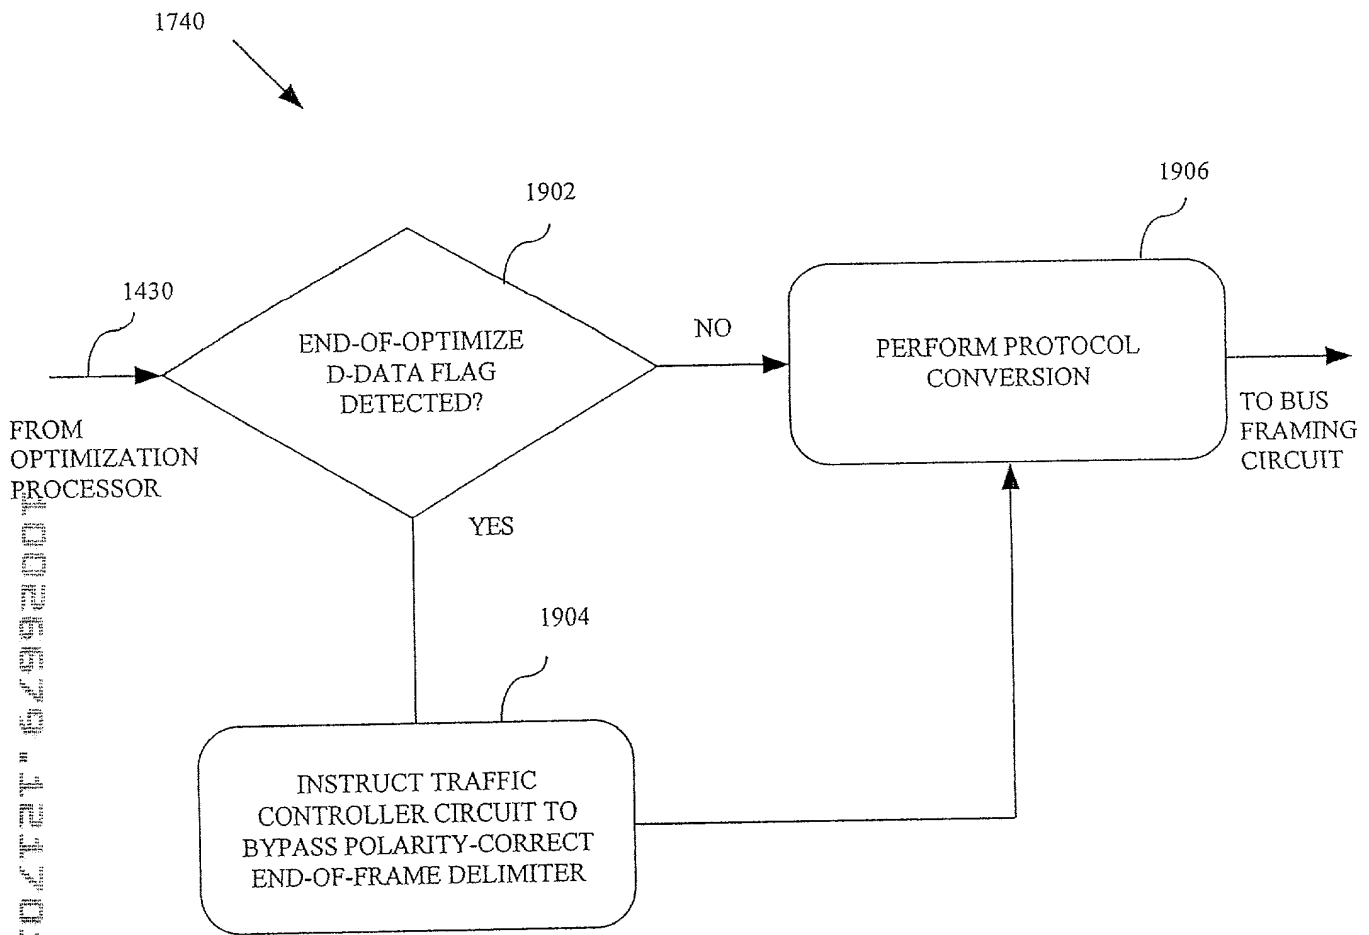 1740
1902
1906
1430
END-OF-OPTIMIZE
D-DATA FLAG
DETECTED?
NO
PERFORM PROTOCOL
CONVERSION
FROM
OPTIMIZATION
PROCESSOR
TO BUS
FRAMING
CIRCUIT
YES
1904
INSTRUCT TRAFFIC
CONTROLLER CIRCUIT TO
BYPASS POLARITY-CORRECT
END-OF-FRAME DELIMITER